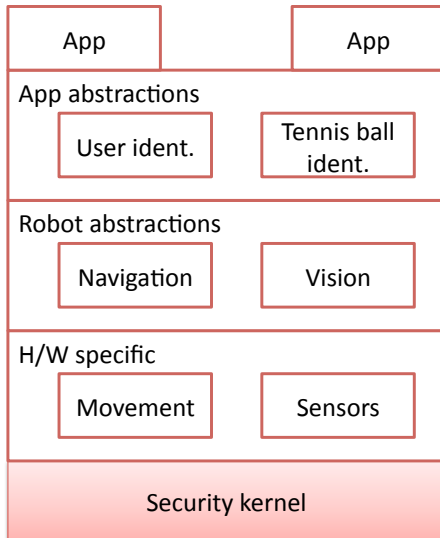 App
App
App abstractions
User ident.
Tennis ball
ident.
Robot abstractions
Navigation
Vision
H/W specific
Movement
Sensors
Security kernel